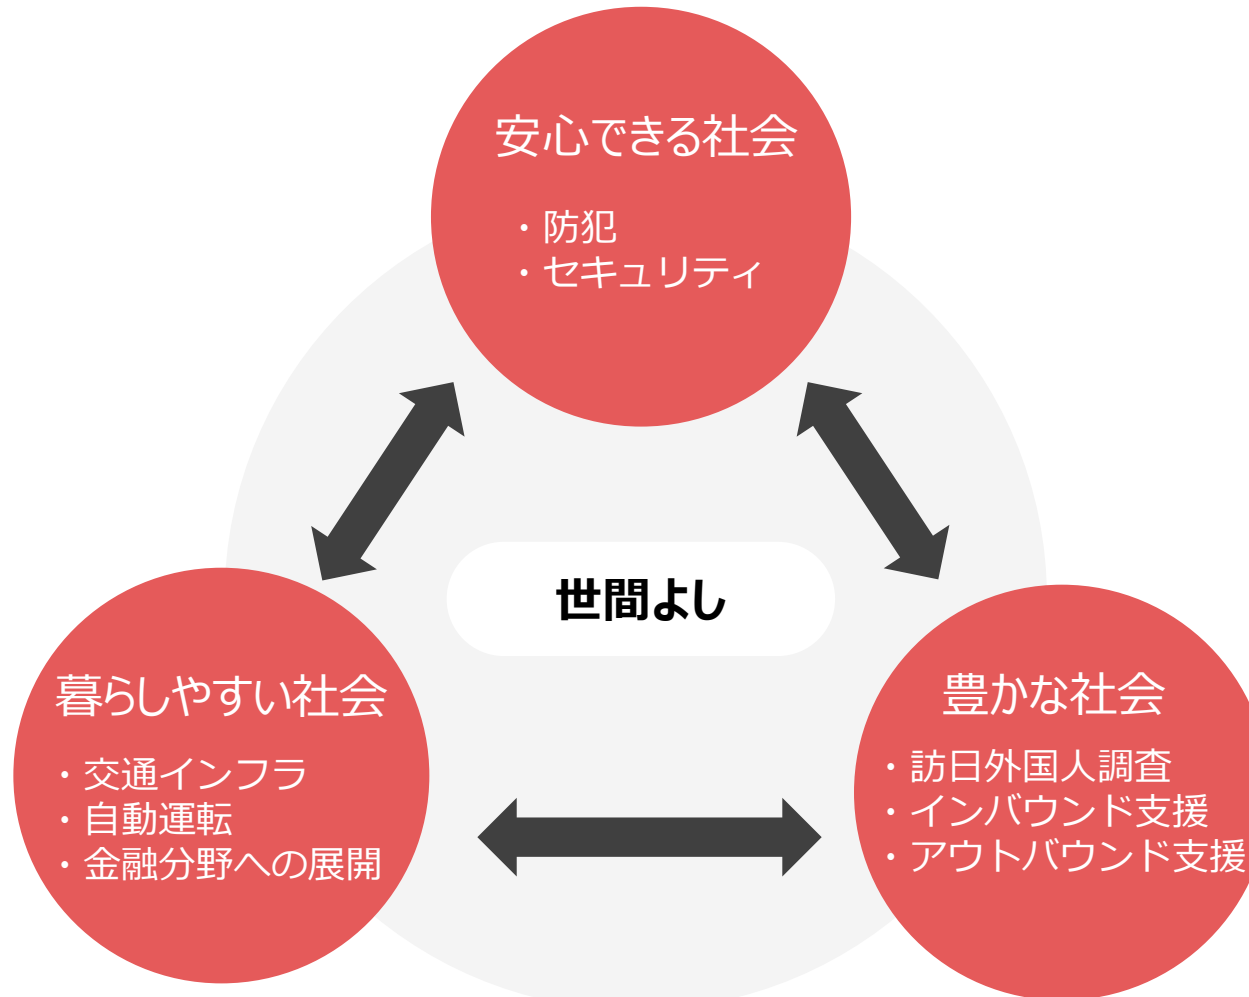 安心できる社会
・防犯
・セキュリティ
世間よし
暮らしやすい社会
・交通インフラ
・自動運転
・金融分野への展開
豊かな社会
・訪日外国人調査
・インバウンド支援
・アウトバウンド支援